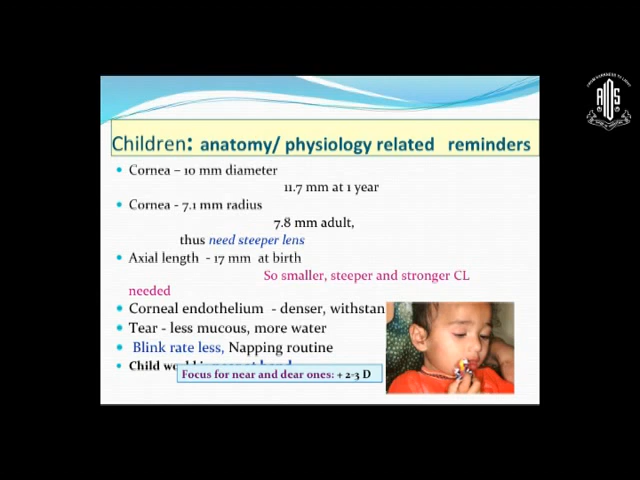 Children: anatomy/ physiology related reminders
Cornea – 10 mm diameter
11.7 mm at 1 year
Cornea - 7.1 mm radius
7.8 mm adult,
thus need steeper lens
Axial length - 17 mm at birth
So smaller, steeper and stronger CL
needed
Corneal endothelium - denser, withstan
Tear - less mucous, more water
Blink rate less, Napping routine
Child
Focus for near and dear ones: + 2-3 D